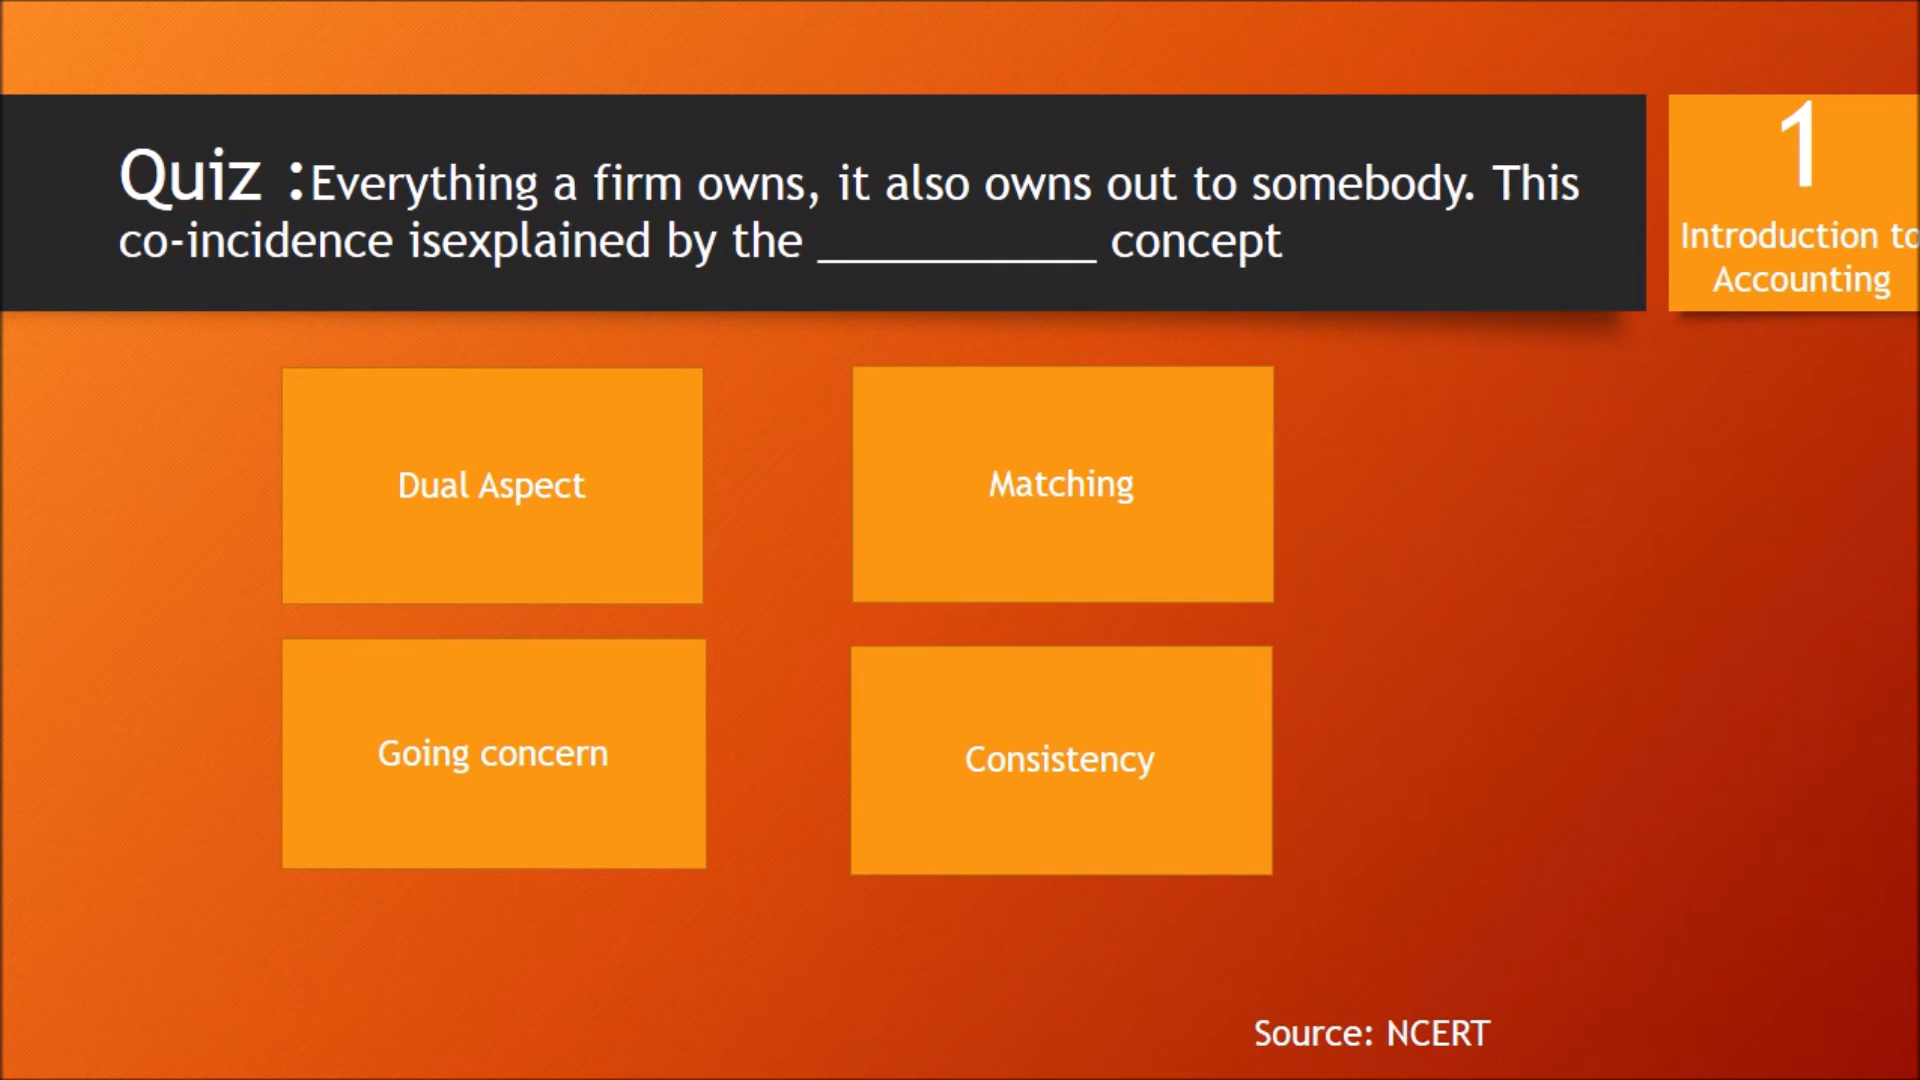 Quiz :Everything a firm owns, it also owns out to somebody. This
co-incidence isexplained by the ___________ concept
1
Introduction to
Accounting
Dual Aspect
Matching
Going concern
Consistency
Source: NCERT